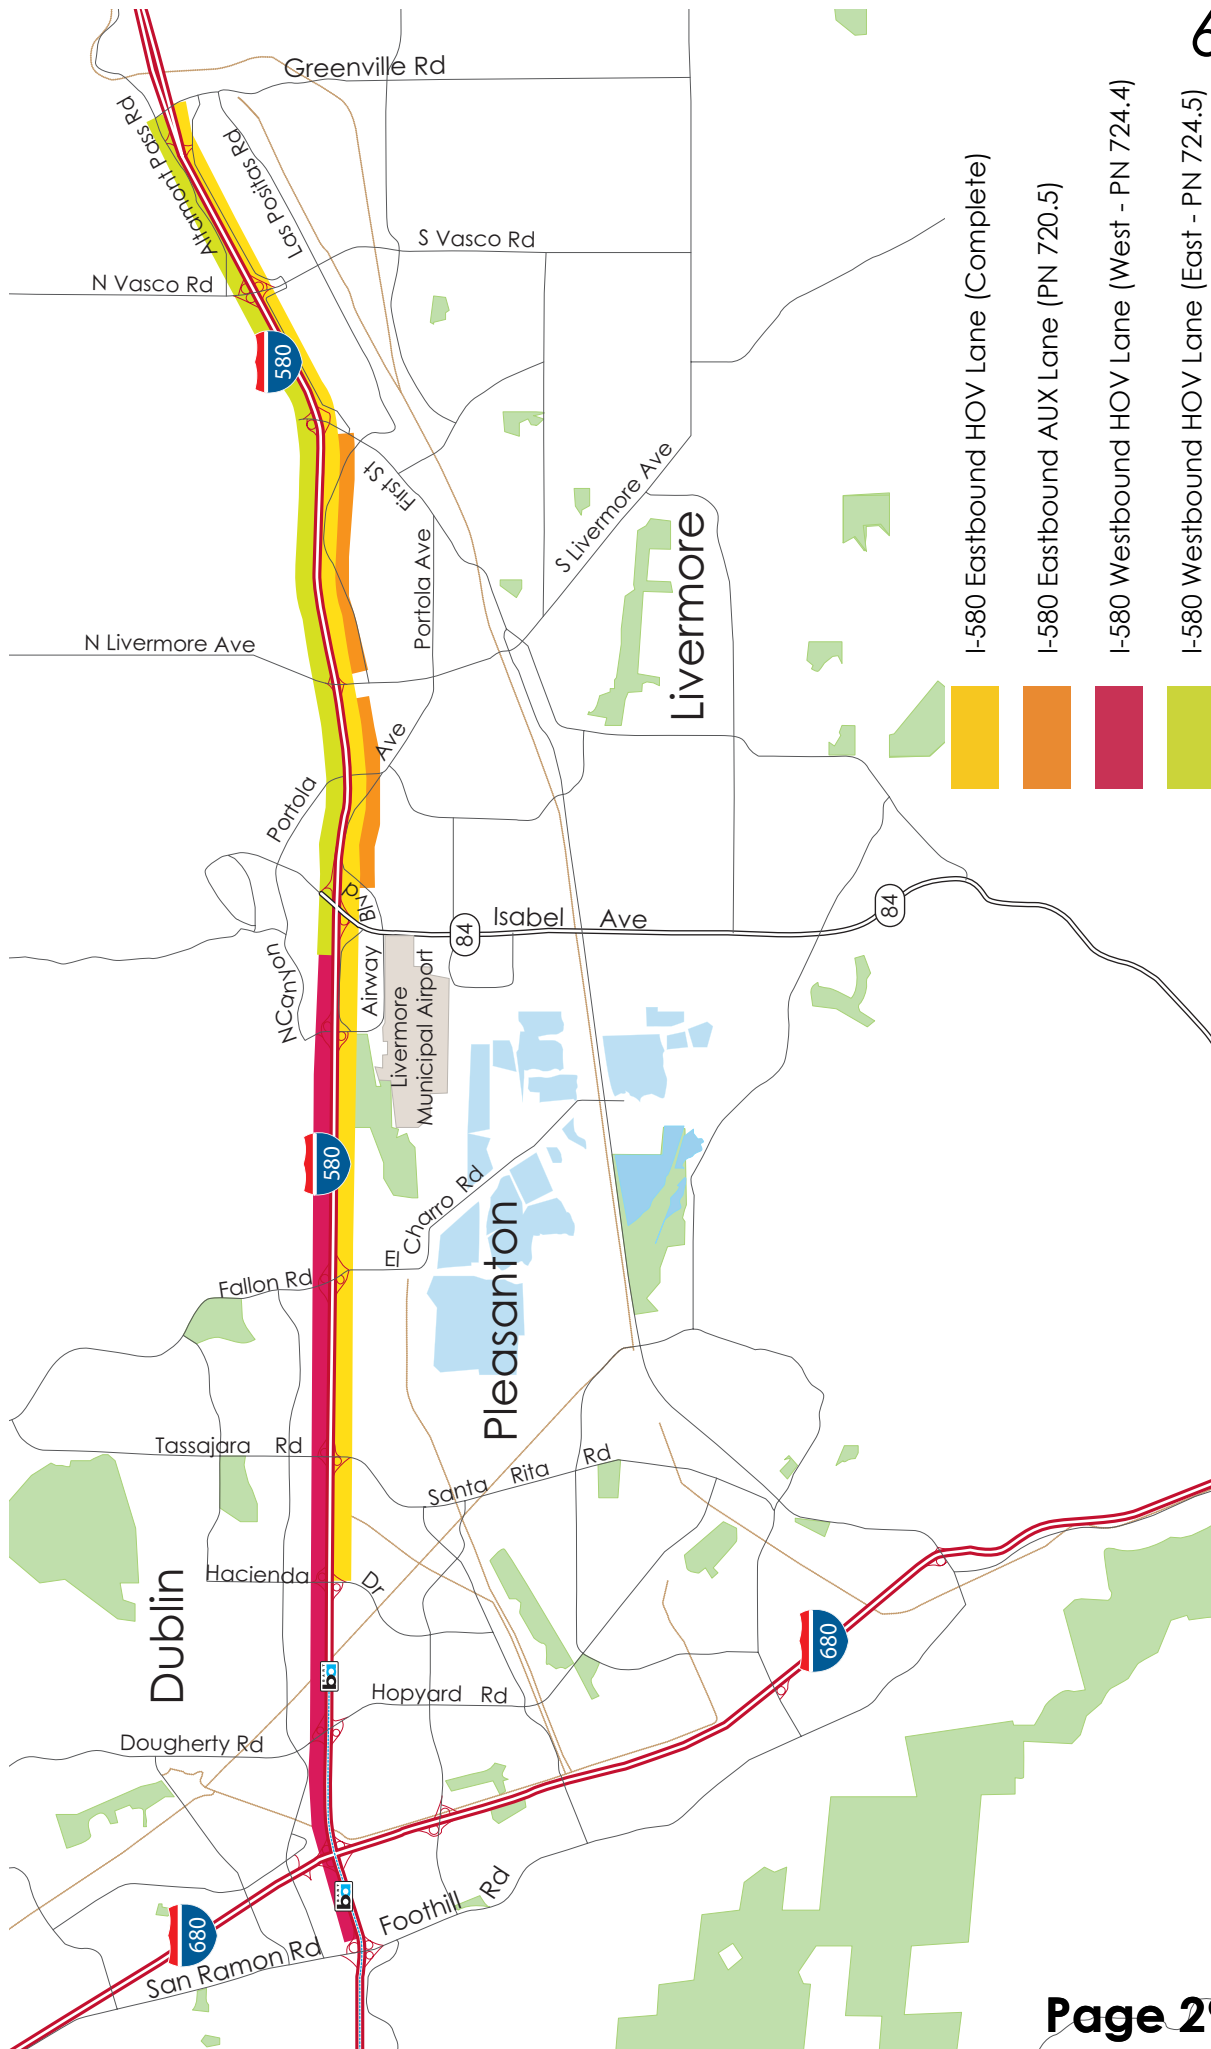 6
Greenville Rd
Altamont Pass Rd
Las Positas Rd
S Vasco Rd
N Vasco Rd
580
First St
Portola Ave
S Livermore Ave
Livermore
N Livermore Ave
Portola
Ave
Isabel Ave
84
84
Airway
Blvd
N Canyon
Livermore
Municipal Airport
580
El Charro Rd
Fallon Rd
Pleasanton
Tassajara Rd
Santa Rita Rd
Hacienda
Dr
Dublin
Hopyard Rd
Dougherty Rd
680
680
Foothill Rd
San Ramon Rd
I-580 Eastbound HOV Lane (Complete)
I-580 Eastbound AUX Lane (PN 720.5)
I-580 Westbound HOV Lane (West - PN 724.4)
I-580 Westbound HOV Lane (East - PN 724.5)
Page 29